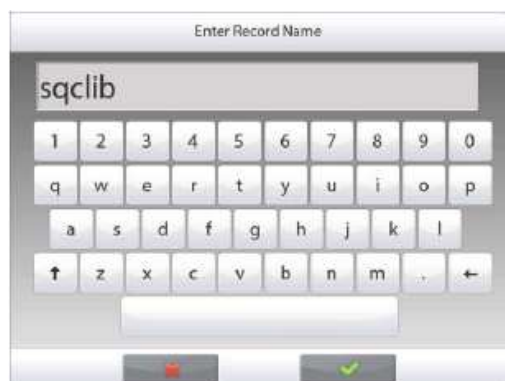 Enter Record Name
sqclib
1 2 3 4 5 6 7 8 9 0
q w e r t y u i o p
a s d f g h j k l
↑ z x c v b n m . ←